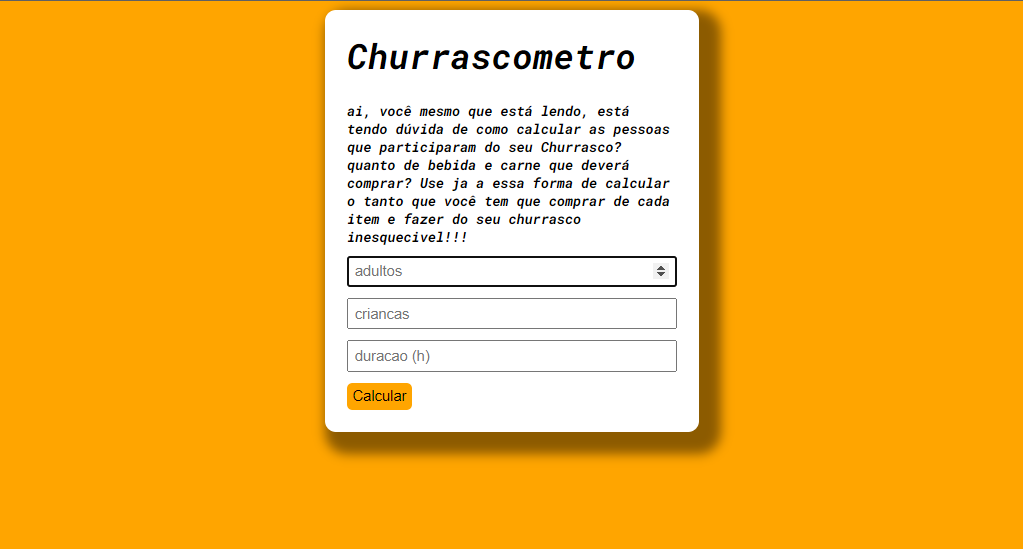 Churrascometro
ai, você mesmo que está lendo, está
tendo dúvida de como calcular as pessoas
que participaram do seu Churrasco?
quanto de bebida e carne que deverá
comprar? Use ja a essa forma de calcular
o tanto que você tem que comprar de cada
item e fazer do seu churrasco
inesquecivel!!!
adultos
criancas
duracao (h)
Calcular